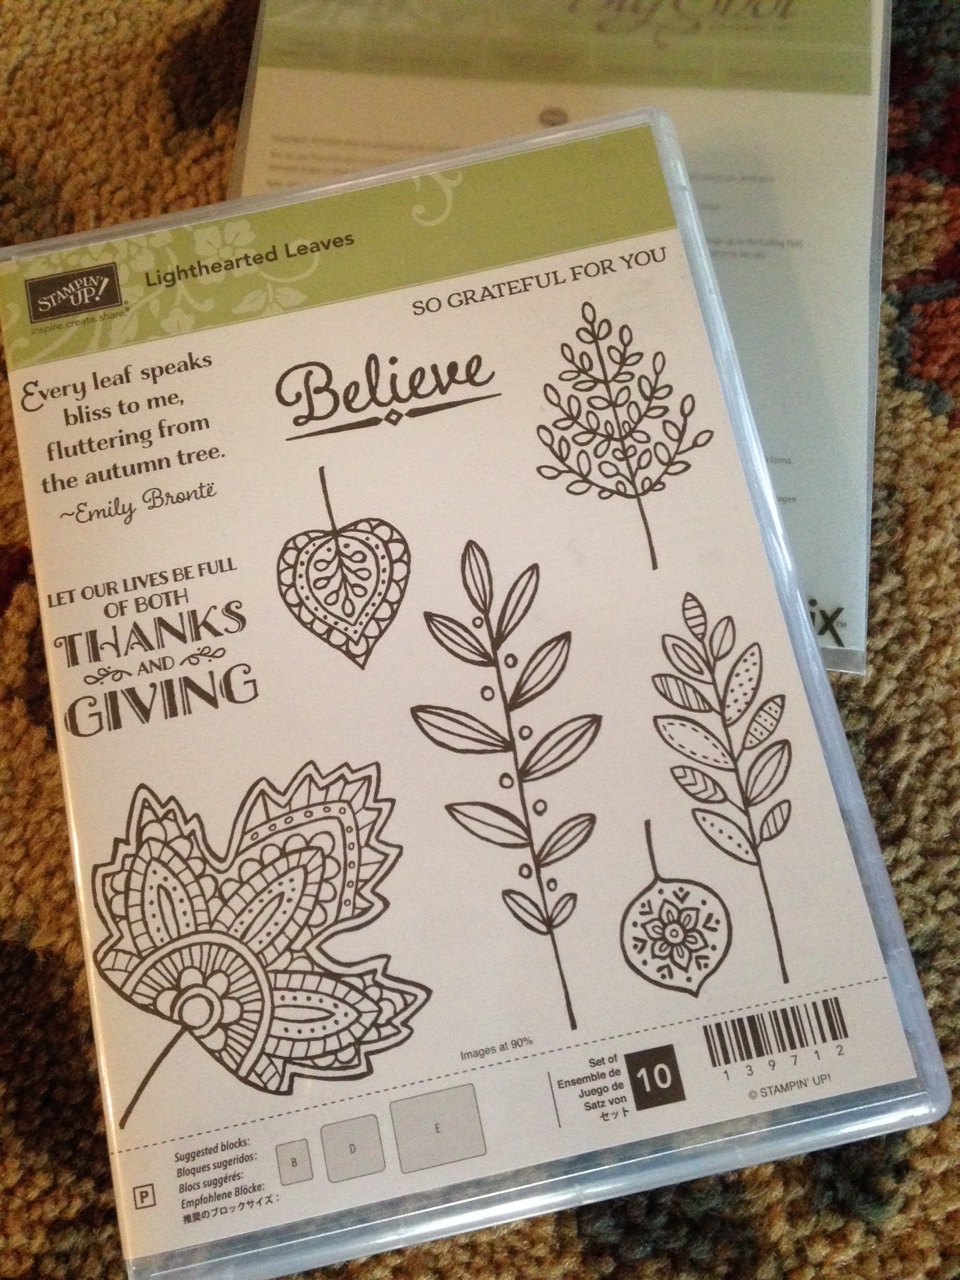 Big Shot
Lighthearted Leaves
STAMPIN' UP!
inspire. create. share.®
SO GRATEFUL FOR YOU
Every leaf speaks
bliss to me,
fluttering from
the autumn tree.
~Emily Brontë
Believe
LET OUR LIVES BE FULL
OF BOTH
THANKS
AND
GIVING
Images at 90%
Set of
Ensemble de
Juego de
Satz von
セット
10
139712
© STAMPIN' UP!
P
Suggested blocks:
Bloques sugeridos:
Blocs suggérés:
Empfohlene Blöcke:
推奨のブロックサイズ:
B
D
E
ix™